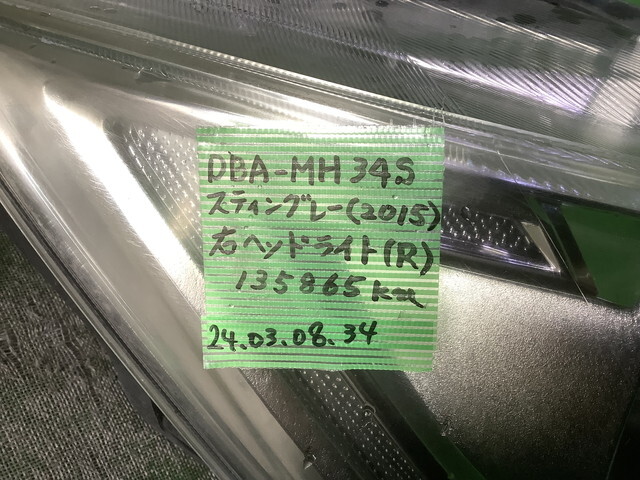 DBA-MH34S
スティングレー(2015)
右ヘッドライト(R)
135865km
24.03.08.34